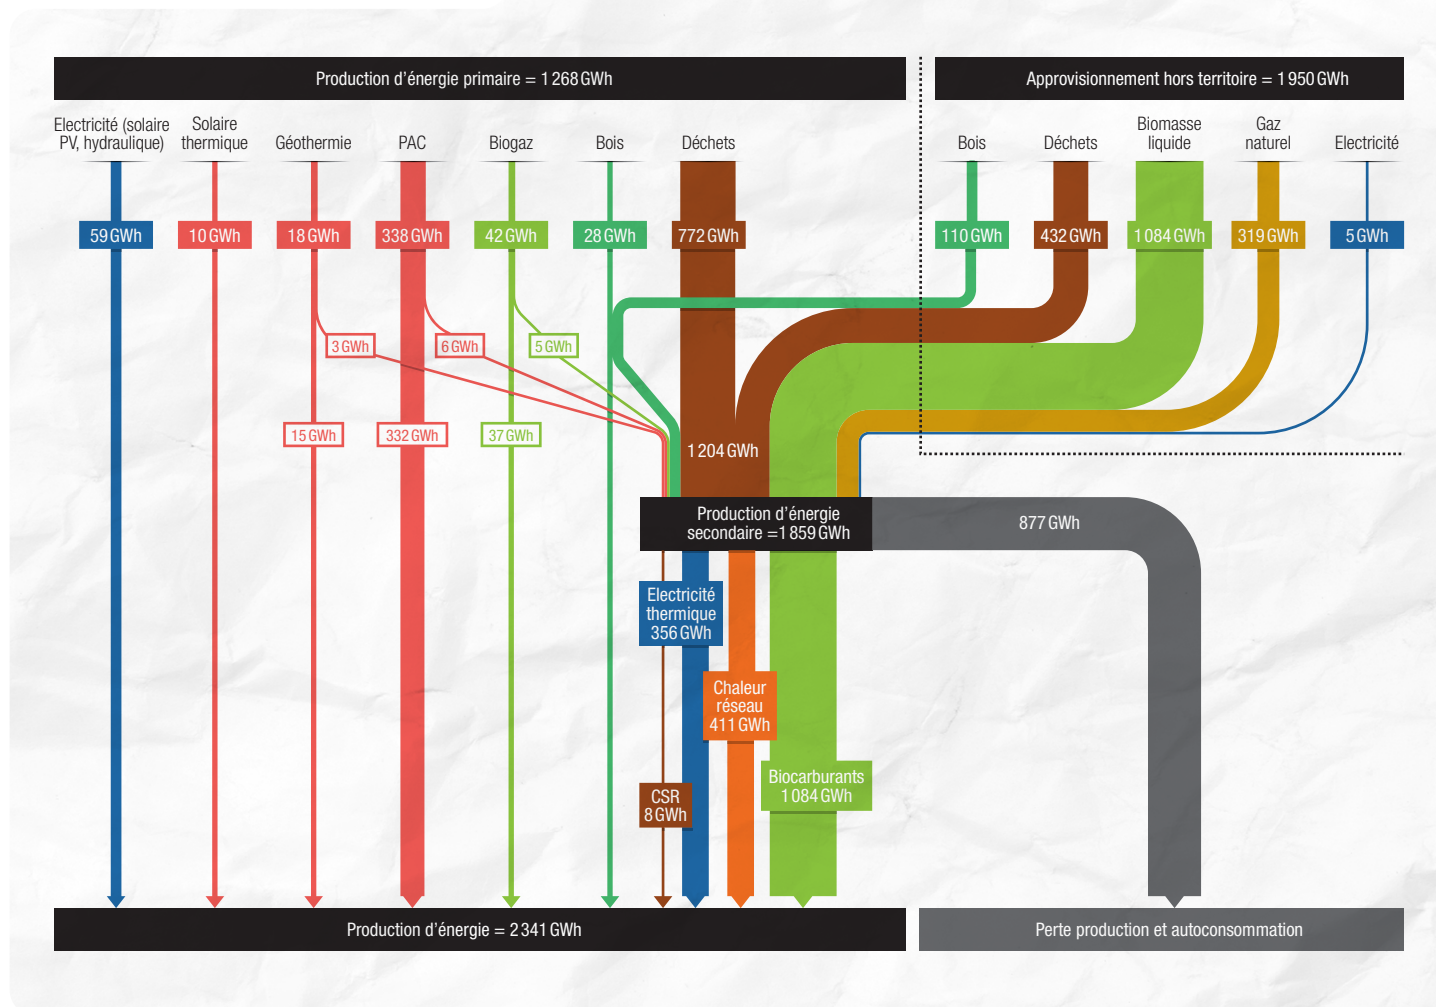 Production d'énergie primaire = 1 268 GWh
Approvisionnement hors territoire = 1 950 GWh
Electricité (solaire
PV, hydraulique)
Solaire
thermique
Géothermie
PAC
Biogaz
Bois
Déchets
Bois
Déchets
Biomasse
liquide
Gaz
naturel
Electricité
59 GWh
10 GWh
18 GWh
338 GWh
42 GWh
28 GWh
772 GWh
110 GWh
432 GWh
1 084 GWh
319 GWh
5 GWh
3 GWh
6 GWh
5 GWh
15 GWh
332 GWh
37 GWh
1 204 GWh
Production d'énergie
secondaire =1 859 GWh
877 GWh
Electricité
thermique
356 GWh
Chaleur
réseau
411 GWh
Biocarburants
1 084 GWh
CSR
8 GWh
Production d'énergie = 2 341 GWh
Perte production et autoconsommation